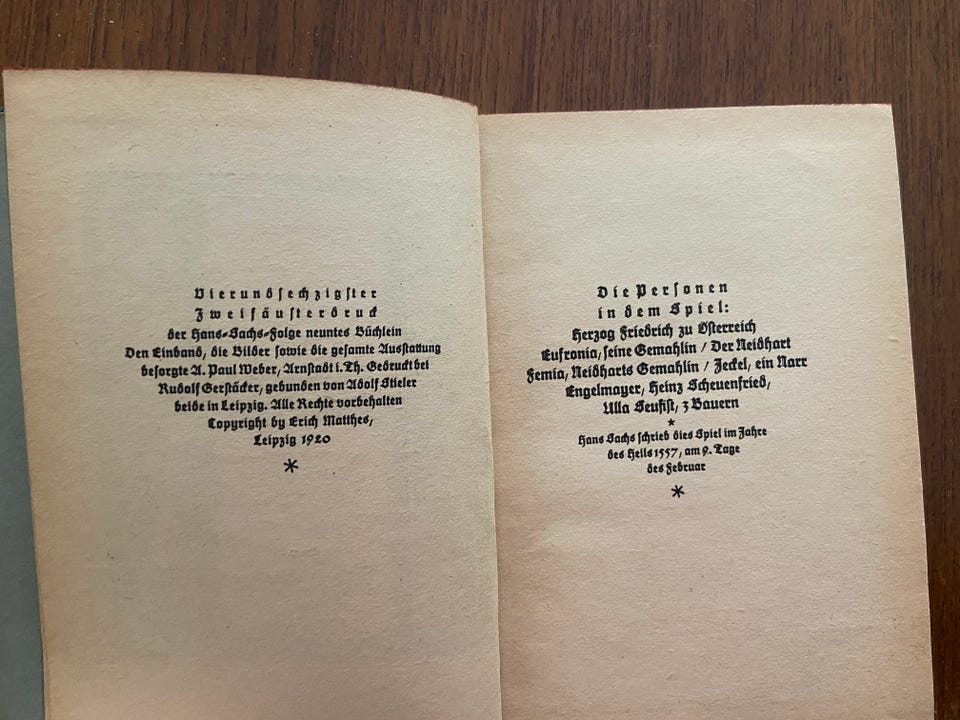 Vierundsechzigster
Zweifäusterdruck
der Hans-Sachs-Folge neuntes Büchlein
Den Einband, die Bilder sowie die gesamte Ausstattung
besorgte A. Paul Weber, Arnstadt i. Th. Gedruckt bei
Rudolf Gerstäcker, gebunden von Adolf Stieler
beide in Leipzig. Alle Rechte vorbehalten
Copyright by Erich Matthes,
Leipzig 1920
*
Die Personen
in dem Spiel:
Herzog Friedrich zu Österreich
Eufronia, seine Gemahlin / Der Neidhart
Femia, Neidharts Gemahlin / Jeckel, ein Narr
Engelmayer, Heinz Scheuenfried,
Ulla Seufist, 3 Bauern
*
Hans Sachs schrieb dies Spiel im Jahre
des Heils 1557, am 9. Tage
des Februar
*